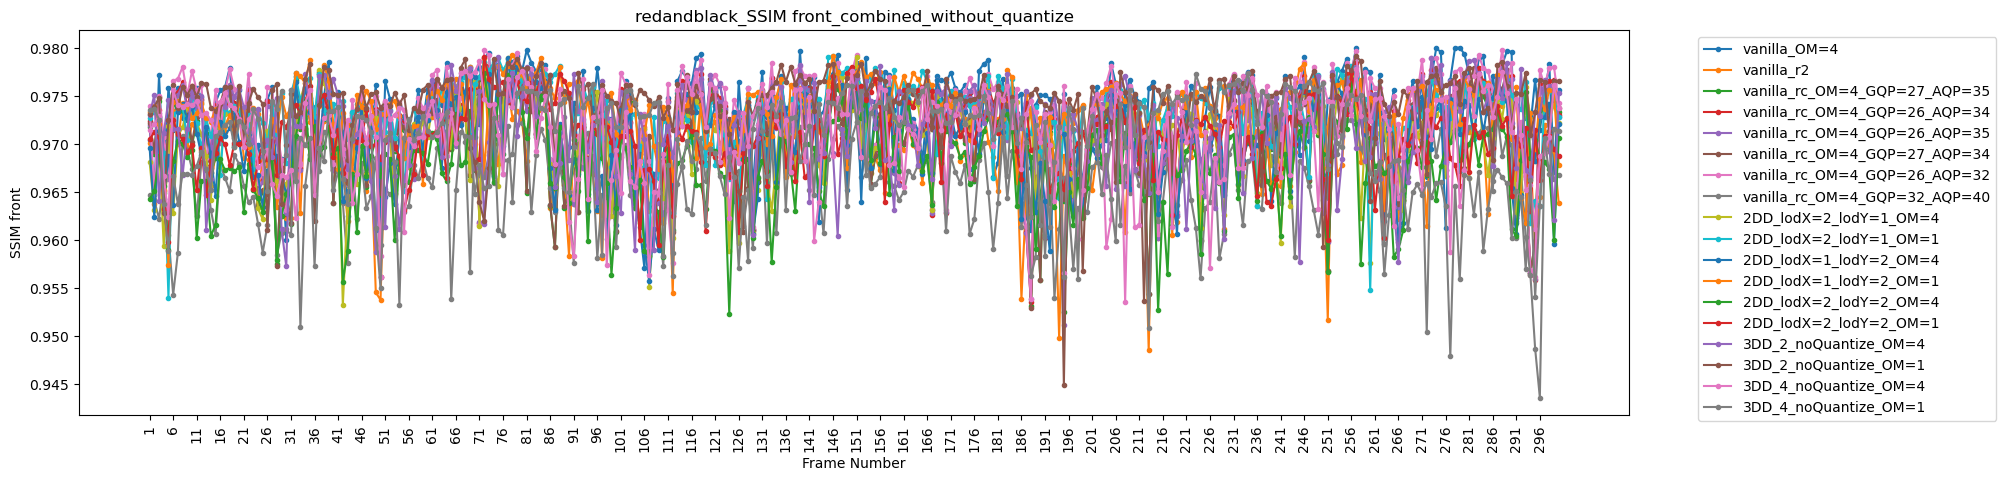 redandblack_SSIM front_combined_without_quantize
SSIM front
0.980
0.975
0.970
0.965
0.960
0.955
0.950
0.945
1 6 11 16 21 26 31 36 41 46 51 56 61 66 71 76 81 86 91 96 101 106 111 116 121 126 131 136 141 146 151 156 161 166 171 176 181 186 191 196 201 206 211 216 221 226 231 236 241 246 251 256 261 266 271 276 281 286 291 296
Frame Number
vanilla_OM=4
vanilla_r2
vanilla_rc_OM=4_GQP=27_AQP=35
vanilla_rc_OM=4_GQP=26_AQP=34
vanilla_rc_OM=4_GQP=26_AQP=35
vanilla_rc_OM=4_GQP=27_AQP=34
vanilla_rc_OM=4_GQP=26_AQP=32
vanilla_rc_OM=4_GQP=32_AQP=40
2DD_lodX=2_lodY=1_OM=4
2DD_lodX=2_lodY=1_OM=1
2DD_lodX=1_lodY=2_OM=4
2DD_lodX=1_lodY=2_OM=1
2DD_lodX=2_lodY=2_OM=4
2DD_lodX=2_lodY=2_OM=1
3DD_2_noQuantize_OM=4
3DD_2_noQuantize_OM=1
3DD_4_noQuantize_OM=4
3DD_4_noQuantize_OM=1